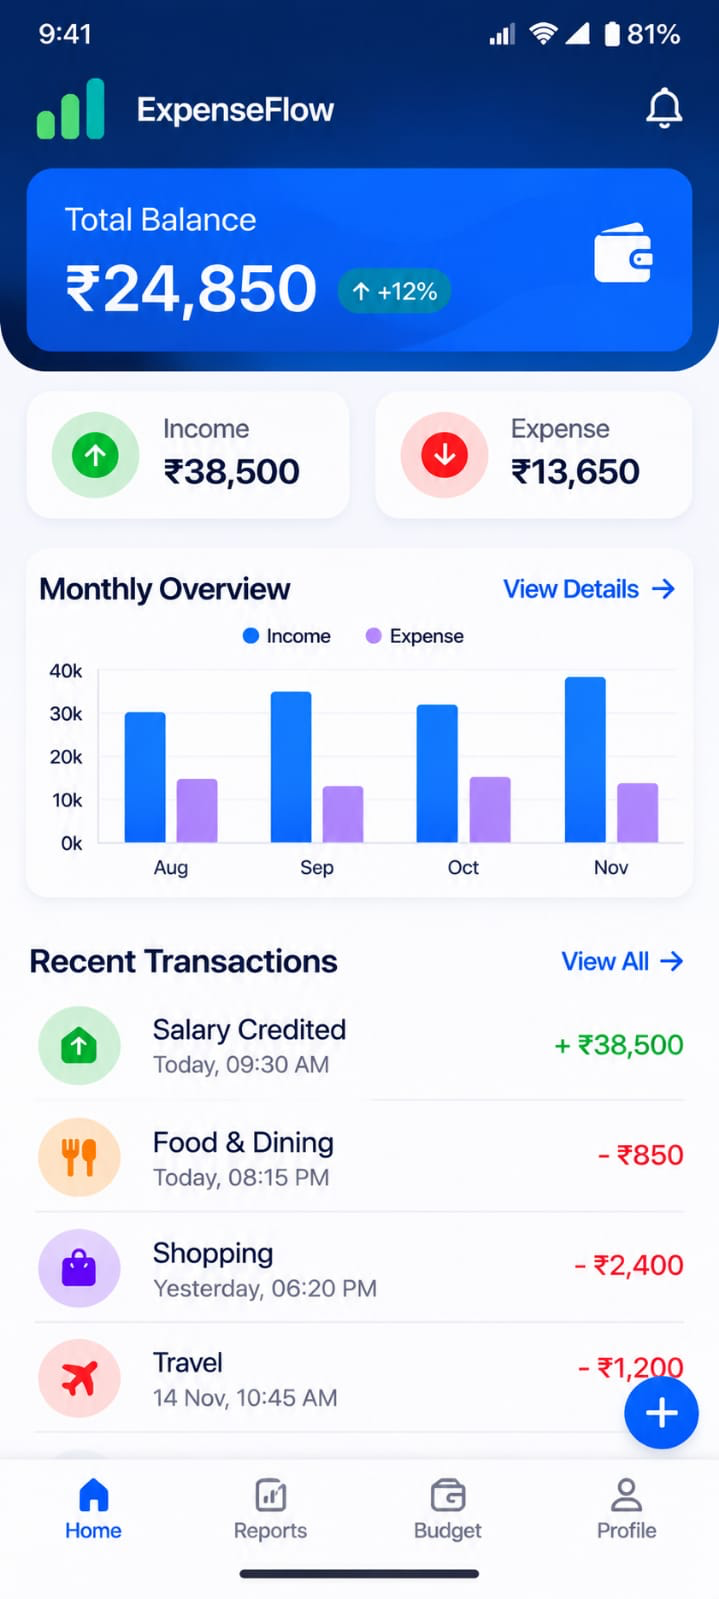 9:41 81%
ExpenseFlow
Total Balance
₹24,850 ↑ +12%
Income Expense
₹38,500 ₹13,650
Monthly Overview View Details →
Income Expense
40k
30k
20k
10k
0k
Aug Sep Oct Nov
Recent Transactions View All →
Salary Credited
+ ₹38,500
Today, 09:30 AM
Food & Dining
- ₹850
Today, 08:15 PM
Shopping
- ₹2,400
Yesterday, 06:20 PM
Travel
- ₹1,200
14 Nov, 10:45 AM
Home Reports Budget Profile